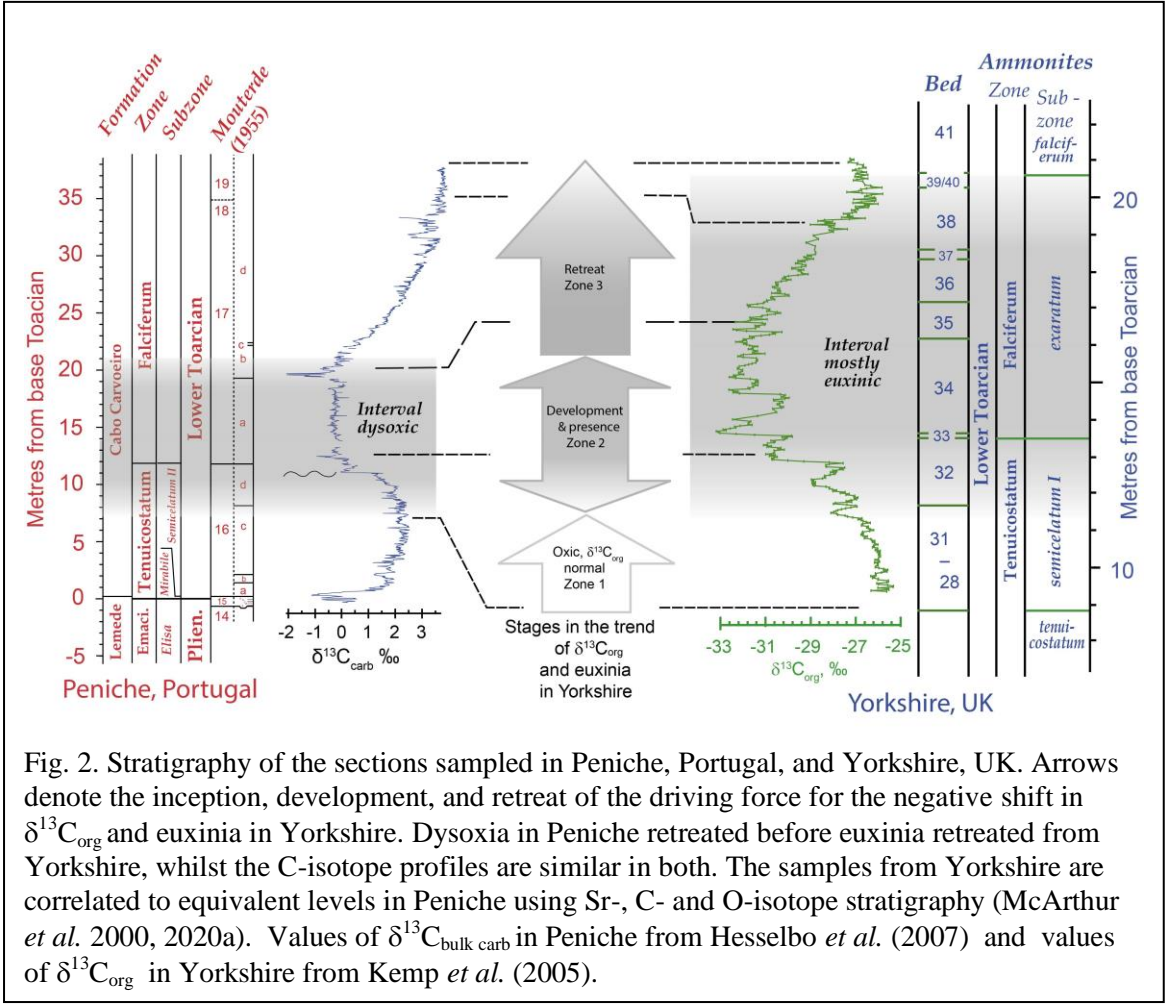 Formation
Zone
Subzone
Mouterde
(1955)
Metres from base Toacian
35
30
25
20
15
10
5
0
-5
Cabo Carvoeiro
Lemede
Falciferum
Tenuicostatum
Emaci.
Semicelatum II
Mirabile
Elisa
Lower Toarcian
Plien.
19
18
17
16
15
14
d
c
b
a
d
c
b
a
Peniche, Portugal
-2 -1 0 1 2 3
δ¹³C carb ‰
Interval
dysoxic
Retreat
Zone 3
Development
& presence
Zone 2
Oxic, δ¹³Corg
normal
Zone 1
Stages in the trend
of δ¹³Corg
and euxinia
in Yorkshire
Interval
mostly
euxinic
-33 -31 -29 -27 -25
δ¹³Corg, ‰
Yorkshire, UK
Ammonites
Bed
Zone
Sub -
zone
41
39/40
38
37
36
35
34
33
32
31
–
28
Lower Toarcian
Falciferum
Tenuicostatum
falcif-
erum
exaratum
semicelatum I
tenui-
costatum
20
10
Metres from base Toarcian
Fig. 2. Stratigraphy of the sections sampled in Peniche, Portugal, and Yorkshire, UK. Arrows
denote the inception, development, and retreat of the driving force for the negative shift in
δ¹³Corg and euxinia in Yorkshire. Dysoxia in Peniche retreated before euxinia retreated from
Yorkshire, whilst the C-isotope profiles are similar in both. The samples from Yorkshire are
correlated to equivalent levels in Peniche using Sr-, C- and O-isotope stratigraphy (McArthur
et al. 2000, 2020a). Values of δ¹³Cbulk carb in Peniche from Hesselbo et al. (2007) and values
of δ¹³Corg in Yorkshire from Kemp et al. (2005).